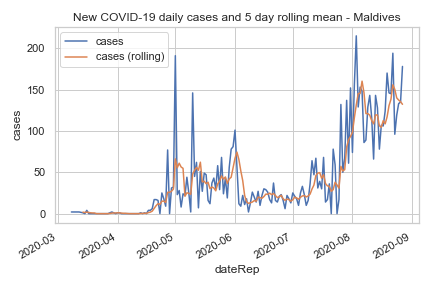 New COVID-19 daily cases and 5 day rolling mean - Maldives
cases
cases (rolling)
200
150
100
50
0
cases
2020-03
2020-04
2020-05
2020-06
2020-07
2020-08
2020-09
dateRep